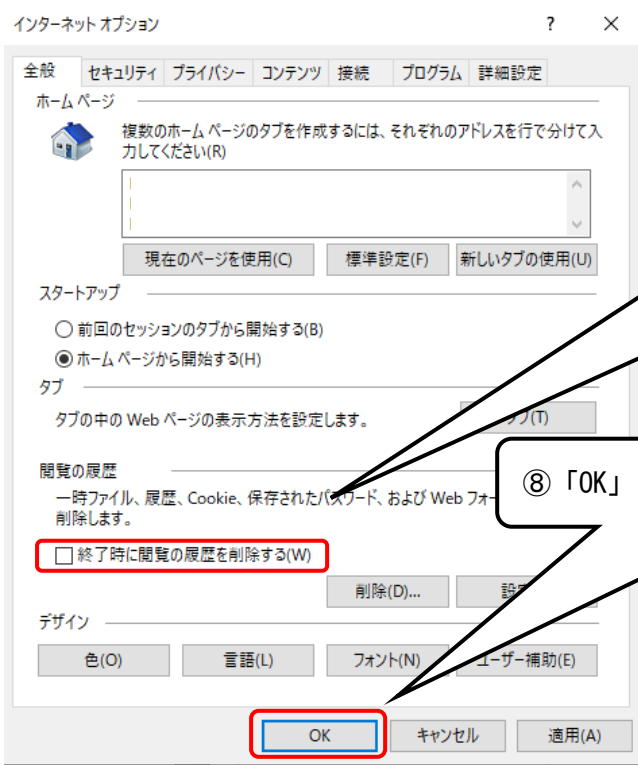 インターネット オプション ? ×
全般 セキュリティ プライバシー コンテンツ 接続 プログラム 詳細設定
ホーム ページ
複数のホーム ページのタブを作成するには、それぞれのアドレスを行で分けて入
力してください(R)
現在のページを使用(C) 標準設定(F) 新しいタブの使用(U)
スタートアップ
前回のセッションのタブから開始する(B)
ホーム ページから開始する(H)
タブ
タブの中の Web ページの表示方法を設定します。
(T)
閲覧の履歴
一時ファイル、履歴、Cookie、保存されたパスワード、および Web フォー
削除します。
⑧「OK」
終了時に閲覧の履歴を削除する(W)
削除(D)...
デザイン
色(O) 言語(L) フォント(N) ユーザー補助(E)
OK キャンセル 適用(A)